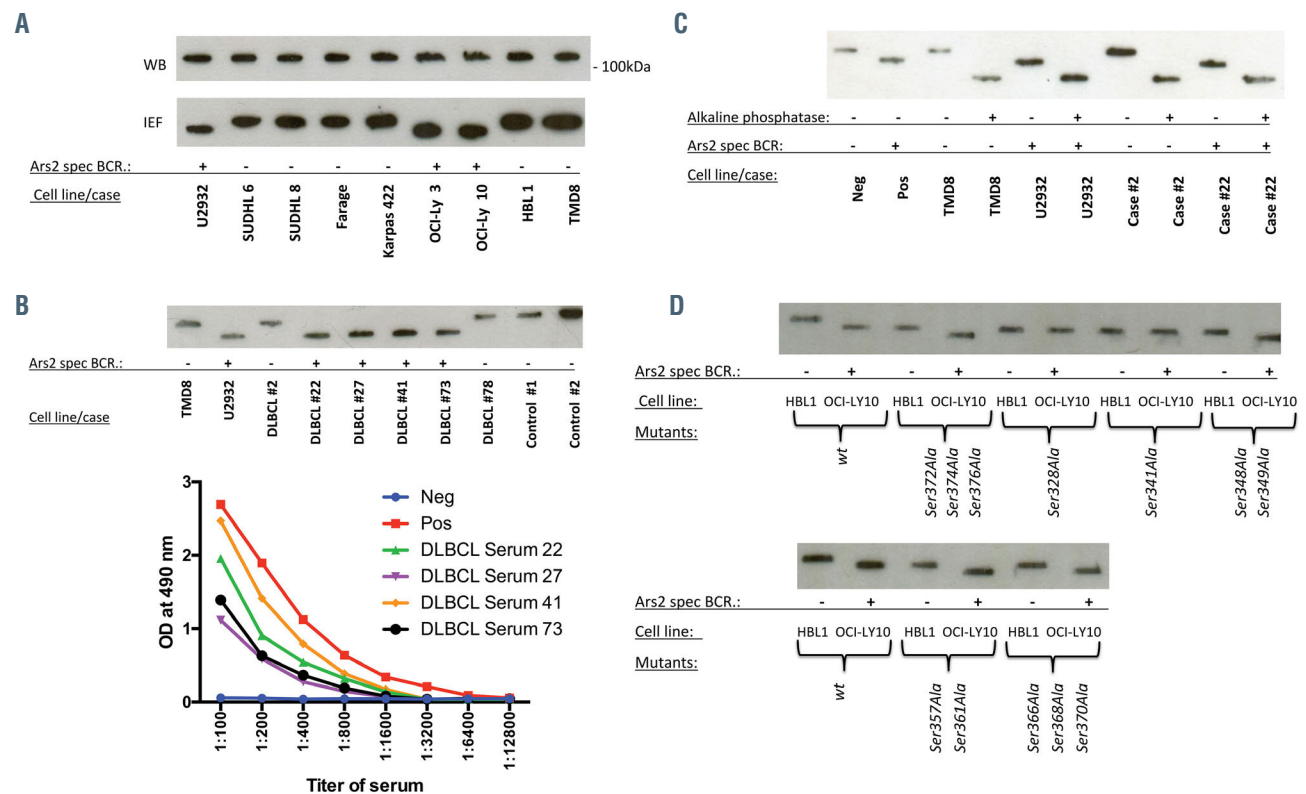 A
WB
- 100kDa
IEF
Ars2 spec BCR.: + - - - - + + - -
Cell line/case
U2932
SUDHL 6
SUDHL 8
Farage
Karpas 422
OCI-Ly 3
OCI-Ly 10
HBL 1
TMD8
C
Alkaline phosphatase: - - - + - + - + - +
Ars2 spec BCR: - + - - + + - - + +
Cell line/case:
Neg
Pos
TMD8
TMD8
U2932
U2932
Case #2
Case #2
Case #22
Case #22
B
Ars2 spec BCR.: - + - + + + + - - -
Cell line/case
TMD8
U2932
DLBCL #2
DLBCL #22
DLBCL #27
DLBCL #41
DLBCL #73
DLBCL #78
Control #1
Control #2
OD at 490 nm
3
2
1
0
Neg
Pos
DLBCL Serum 22
DLBCL Serum 27
DLBCL Serum 41
DLBCL Serum 73
1:100
1:200
1:400
1:800
1:1600
1:3200
1:6400
1:12800
Titer of serum
D
Ars2 spec BCR.: - + - + - + - + - +
Cell line: HBL1 OCI-LY10 HBL1 OCI-LY10 HBL1 OCI-LY10 HBL1 OCI-LY10 HBL1 OCI-LY10
Mutants:
wt
Ser372Ala
Ser374Ala
Ser376Ala
Ser328Ala
Ser341Ala
Ser348Ala
Ser349Ala
Ars2 spec BCR.: - + - + - +
Cell line: HBL1 OCI-LY10 HBL1 OCI-LY10 HBL1 OCI-LY10
Mutants:
wt
Ser357Ala
Ser361Ala
Ser366Ala
Ser368Ala
Ser370Ala